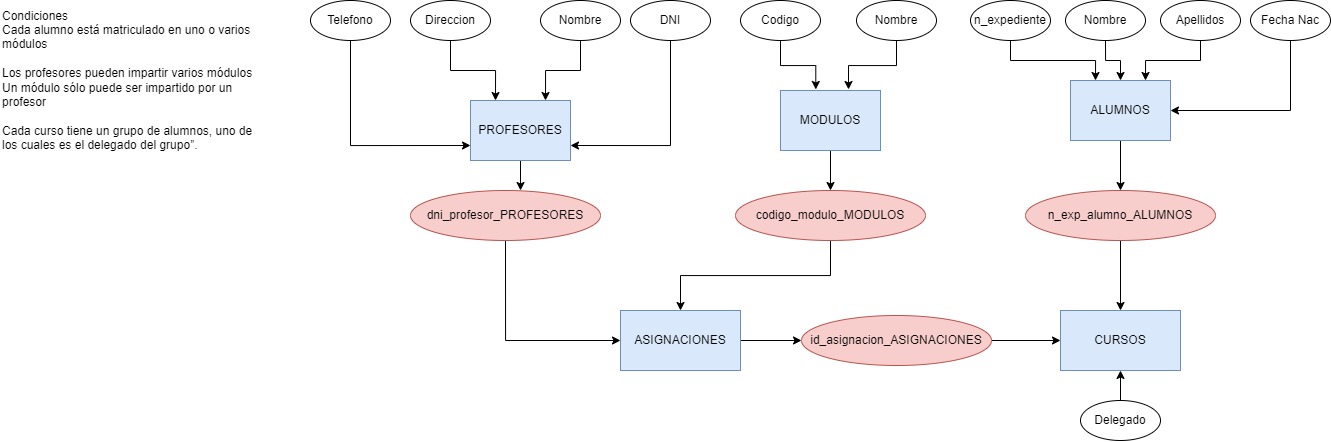 Condiciones
Cada alumno está matriculado en uno o varios
módulos
Los profesores pueden impartir varios módulos
Un módulo sólo puede ser impartido por un
profesor
Cada curso tiene un grupo de alumnos, uno de
los cuales es el delegado del grupo”.
Telefono
Direccion
Nombre
DNI
Codigo
Nombre
n_expediente
Nombre
Apellidos
Fecha Nac
PROFESORES
MODULOS
ALUMNOS
dni_profesor_PROFESORES
codigo_modulo_MODULOS
n_exp_alumno_ALUMNOS
ASIGNACIONES
id_asignacion_ASIGNACIONES
CURSOS
Delegado